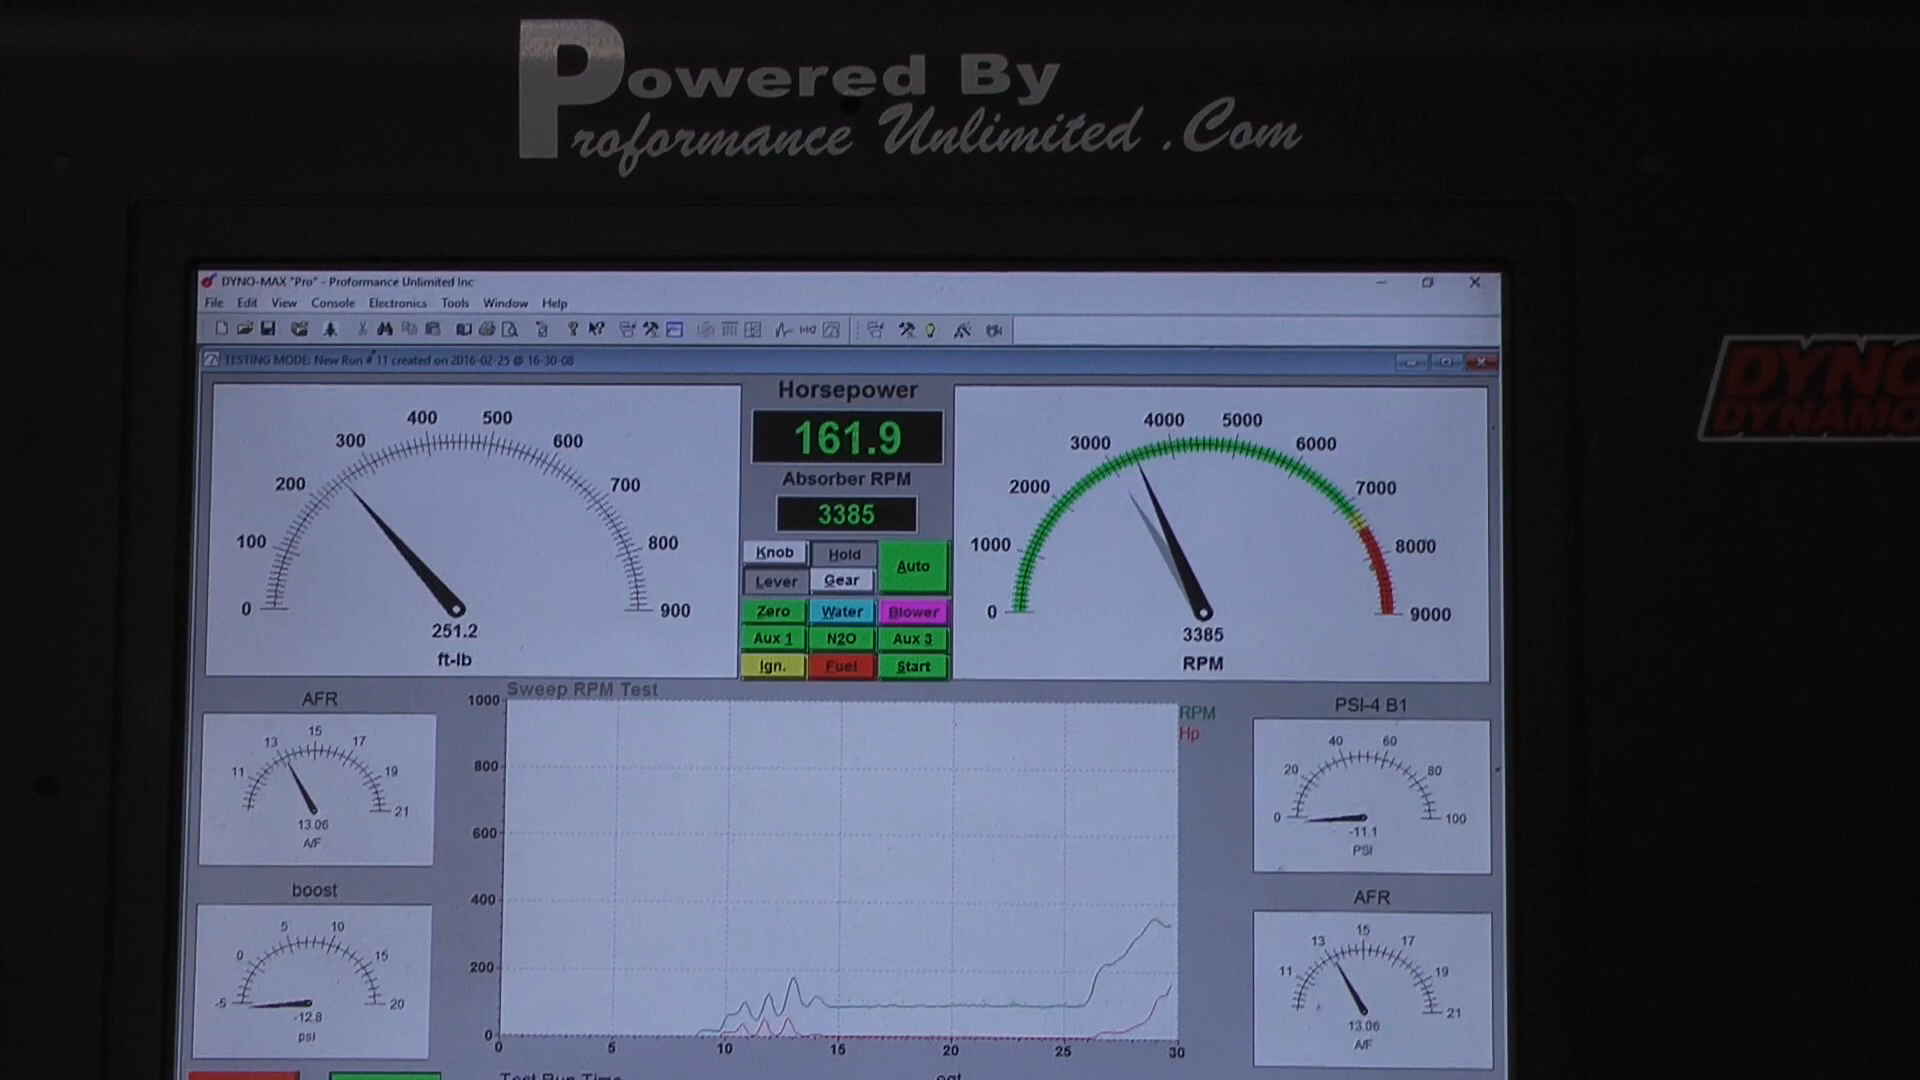 Powered By
Proformance Unlimited .Com
DYNO-MAX "Pro" - Proformance Unlimited Inc
File Edit View Console Electronics Tools Window Help
TESTING MODE: New Run # 11 created on 2016-02-25 @ 16-30-08
DYNO
DYNAMO
Horsepower
161.9
Absorber RPM
3385
Knob Hold Auto
Lever Gear
Zero Water Blower
Aux 1 N2O Aux 3
Ign. Fuel Start
0 100 200 300 400 500 600 700 800 900
251.2
ft-lb
0 1000 2000 3000 4000 5000 6000 7000 8000 9000
3385
RPM
AFR
11 13 15 17 19 21
13.06
A/F
boost
-5 0 5 10 15 20
-12.8
psi
Sweep RPM Test
1000
800
600
400
200
0
0 5 10 15 20 25 30
RPM
Hp
Test Run Time
egt
PSI-4 B1
0 20 40 60 80 100
-11.1
PSI
AFR
11 13 15 17 19 21
13.06
A/F